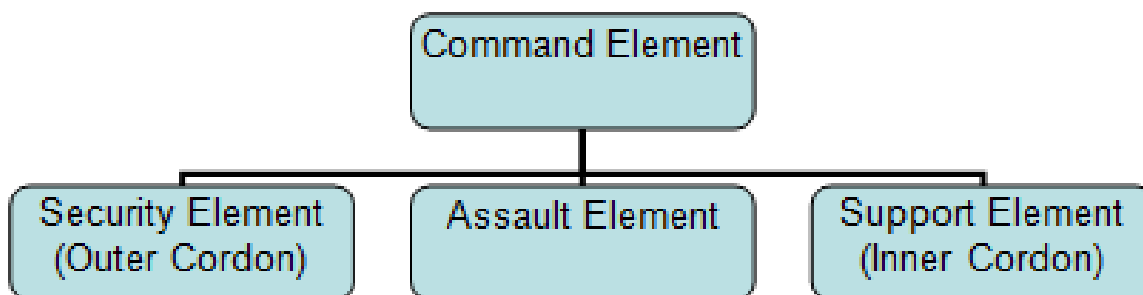 Command Element
Security Element
(Outer Cordon)
Assault Element
Support Element
(Inner Cordon)